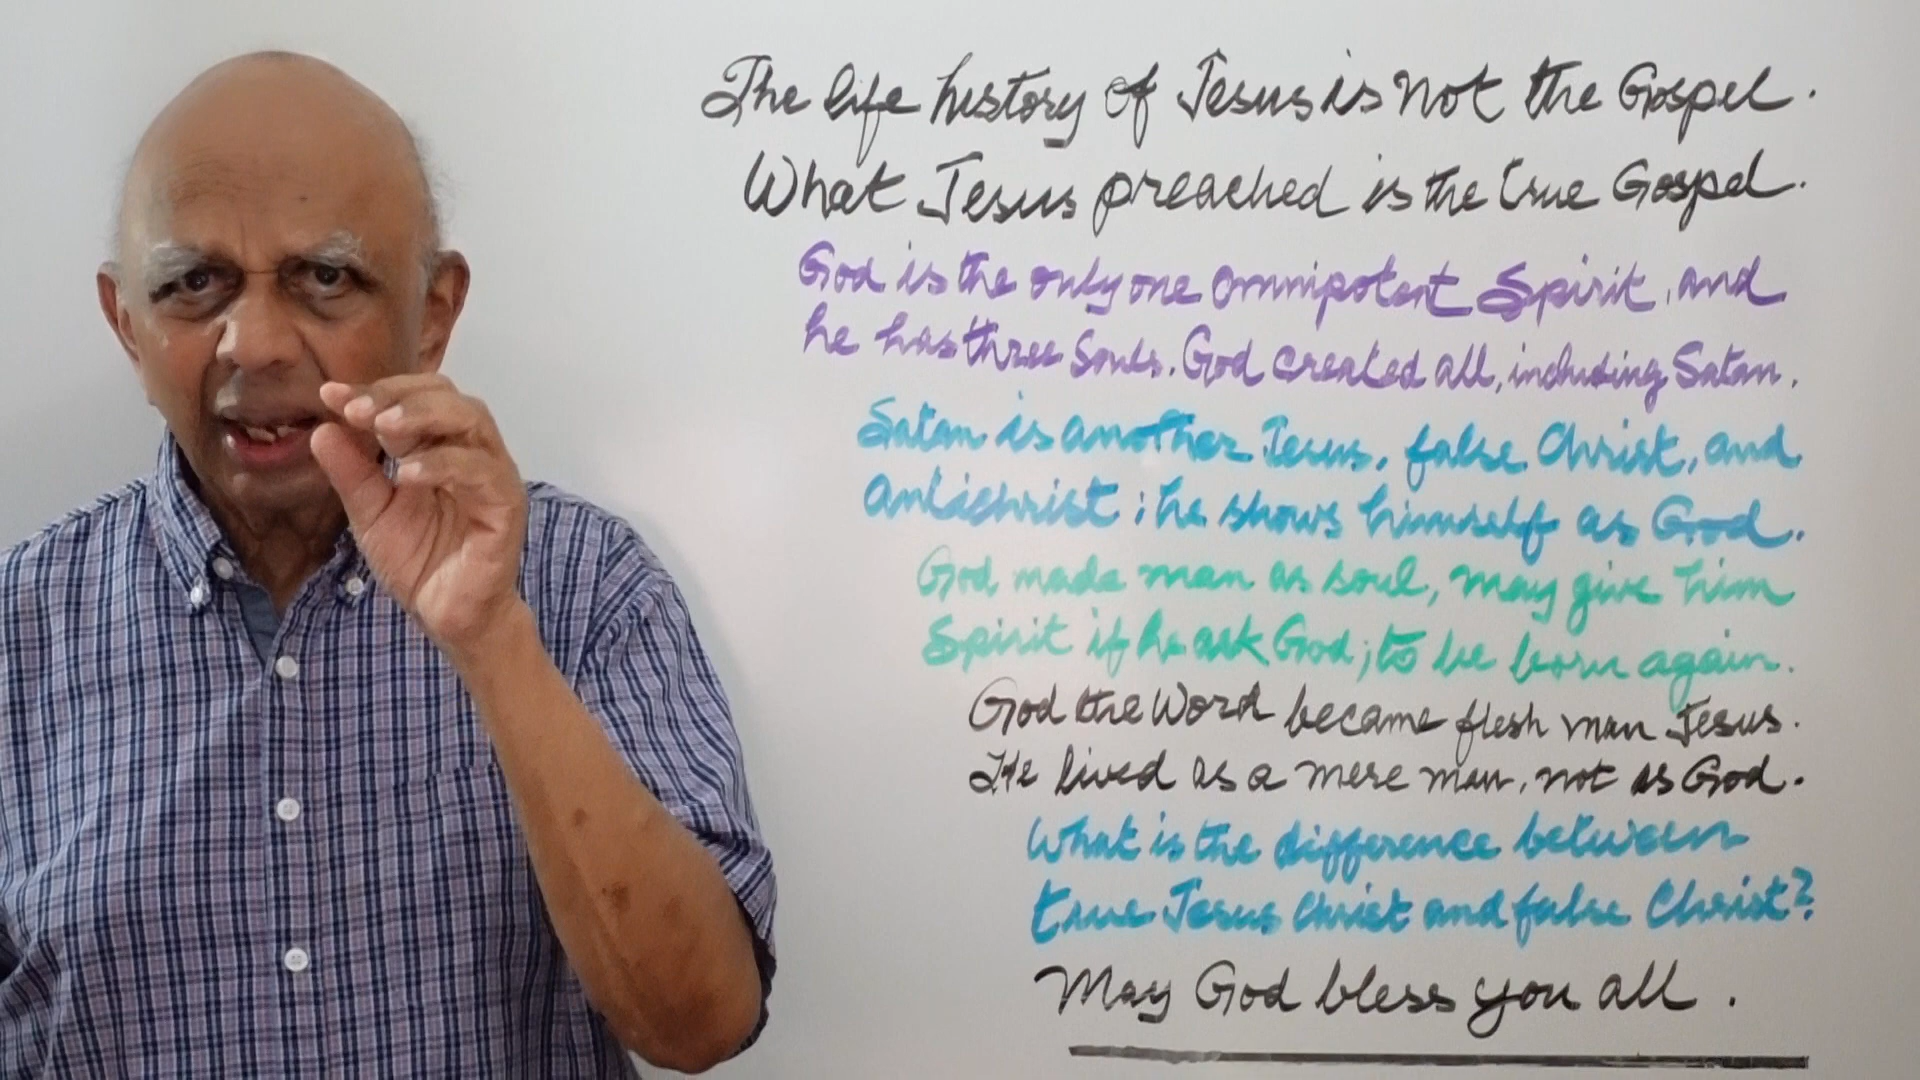 The life history of Jesus is not the Gospel.
What Jesus preached is the true Gospel.
God is the only one omnipotent Spirit, and
he has three Souls. God created all, including Satan.
Satan is another Jesus, false Christ, and
Antichrist; he shows himself as God.
God made man as soul, may give him
Spirit if he ask God; to be born again.
God the Word became flesh man Jesus.
He lived as a mere man, not as God.
What is the difference between
true Jesus Christ and false Christ?
May God bless you all.